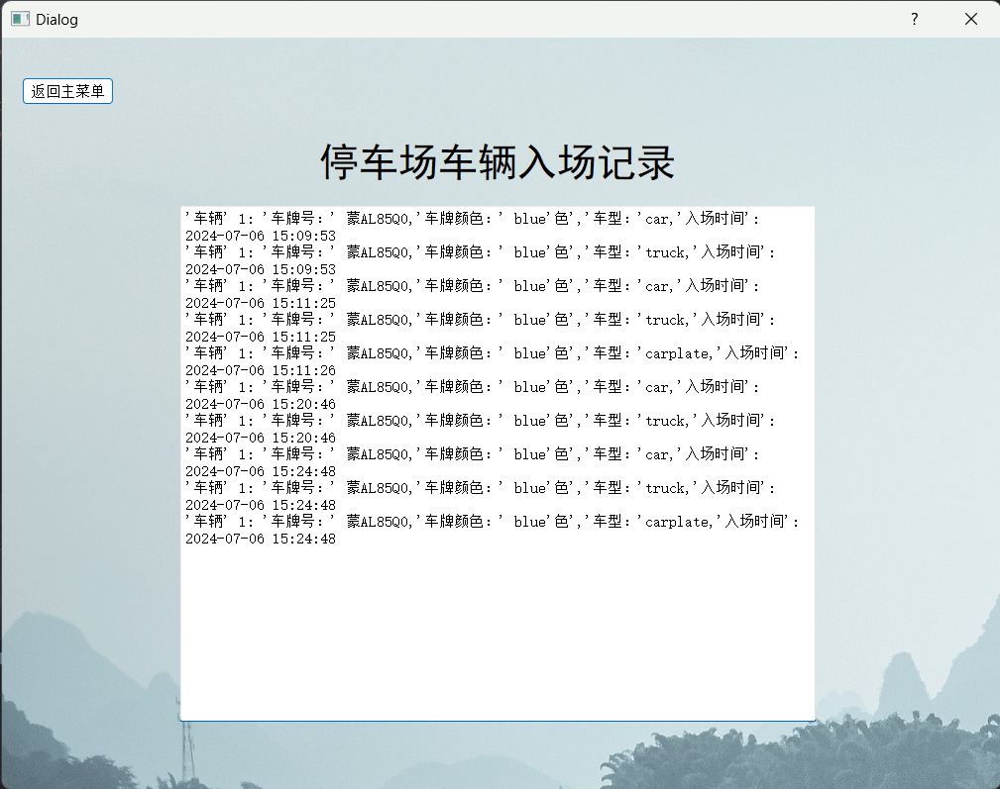 Dialog
?
返回主菜单
停车场车辆入场记录
'车辆' 1: '车牌号：' 蒙AL85Q0,'车牌颜色：' blue'色','车型：'car,'入场时间':
2024-07-06 15:09:53
'车辆' 1: '车牌号：' 蒙AL85Q0,'车牌颜色：' blue'色','车型：'truck,'入场时间':
2024-07-06 15:09:53
'车辆' 1: '车牌号：' 蒙AL85Q0,'车牌颜色：' blue'色','车型：'car,'入场时间':
2024-07-06 15:11:25
'车辆' 1: '车牌号：' 蒙AL85Q0,'车牌颜色：' blue'色','车型：'truck,'入场时间':
2024-07-06 15:11:25
'车辆' 1: '车牌号：' 蒙AL85Q0,'车牌颜色：' blue'色','车型：'carplate,'入场时间':
2024-07-06 15:11:26
'车辆' 1: '车牌号：' 蒙AL85Q0,'车牌颜色：' blue'色','车型：'car,'入场时间':
2024-07-06 15:20:46
'车辆' 1: '车牌号：' 蒙AL85Q0,'车牌颜色：' blue'色','车型：'truck,'入场时间':
2024-07-06 15:20:46
'车辆' 1: '车牌号：' 蒙AL85Q0,'车牌颜色：' blue'色','车型：'car,'入场时间':
2024-07-06 15:24:48
'车辆' 1: '车牌号：' 蒙AL85Q0,'车牌颜色：' blue'色','车型：'truck,'入场时间':
2024-07-06 15:24:48
'车辆' 1: '车牌号：' 蒙AL85Q0,'车牌颜色：' blue'色','车型：'carplate,'入场时间':
2024-07-06 15:24:48